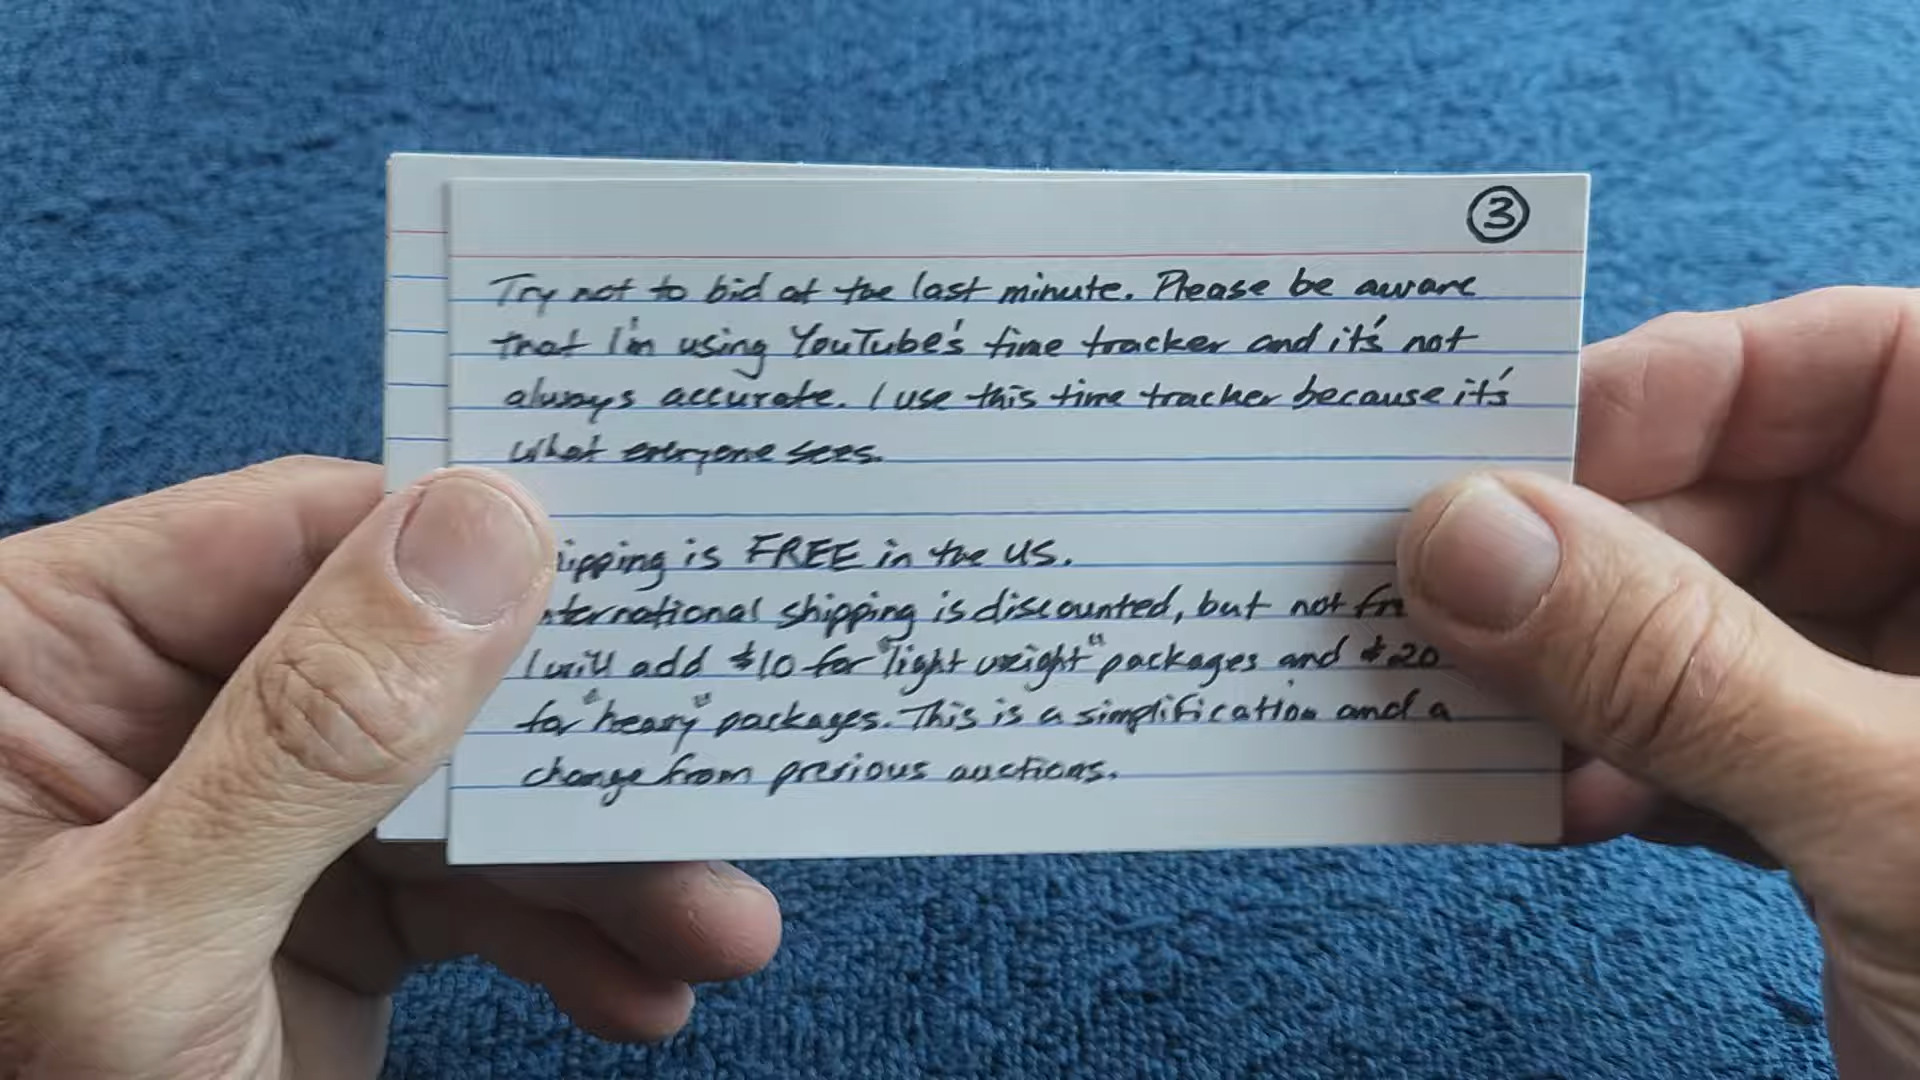 3
Try not to bid at the last minute. Please be aware
that I'm using YouTube's time tracker and it's not
always accurate. I use this time tracker because it's
what everyone sees.
hipping is FREE in the US.
nternational shipping is discounted, but not fr
I will add $10 for "light weight" packages and $20
for "heavy" packages. This is a simplification and a
change from previous auctions.